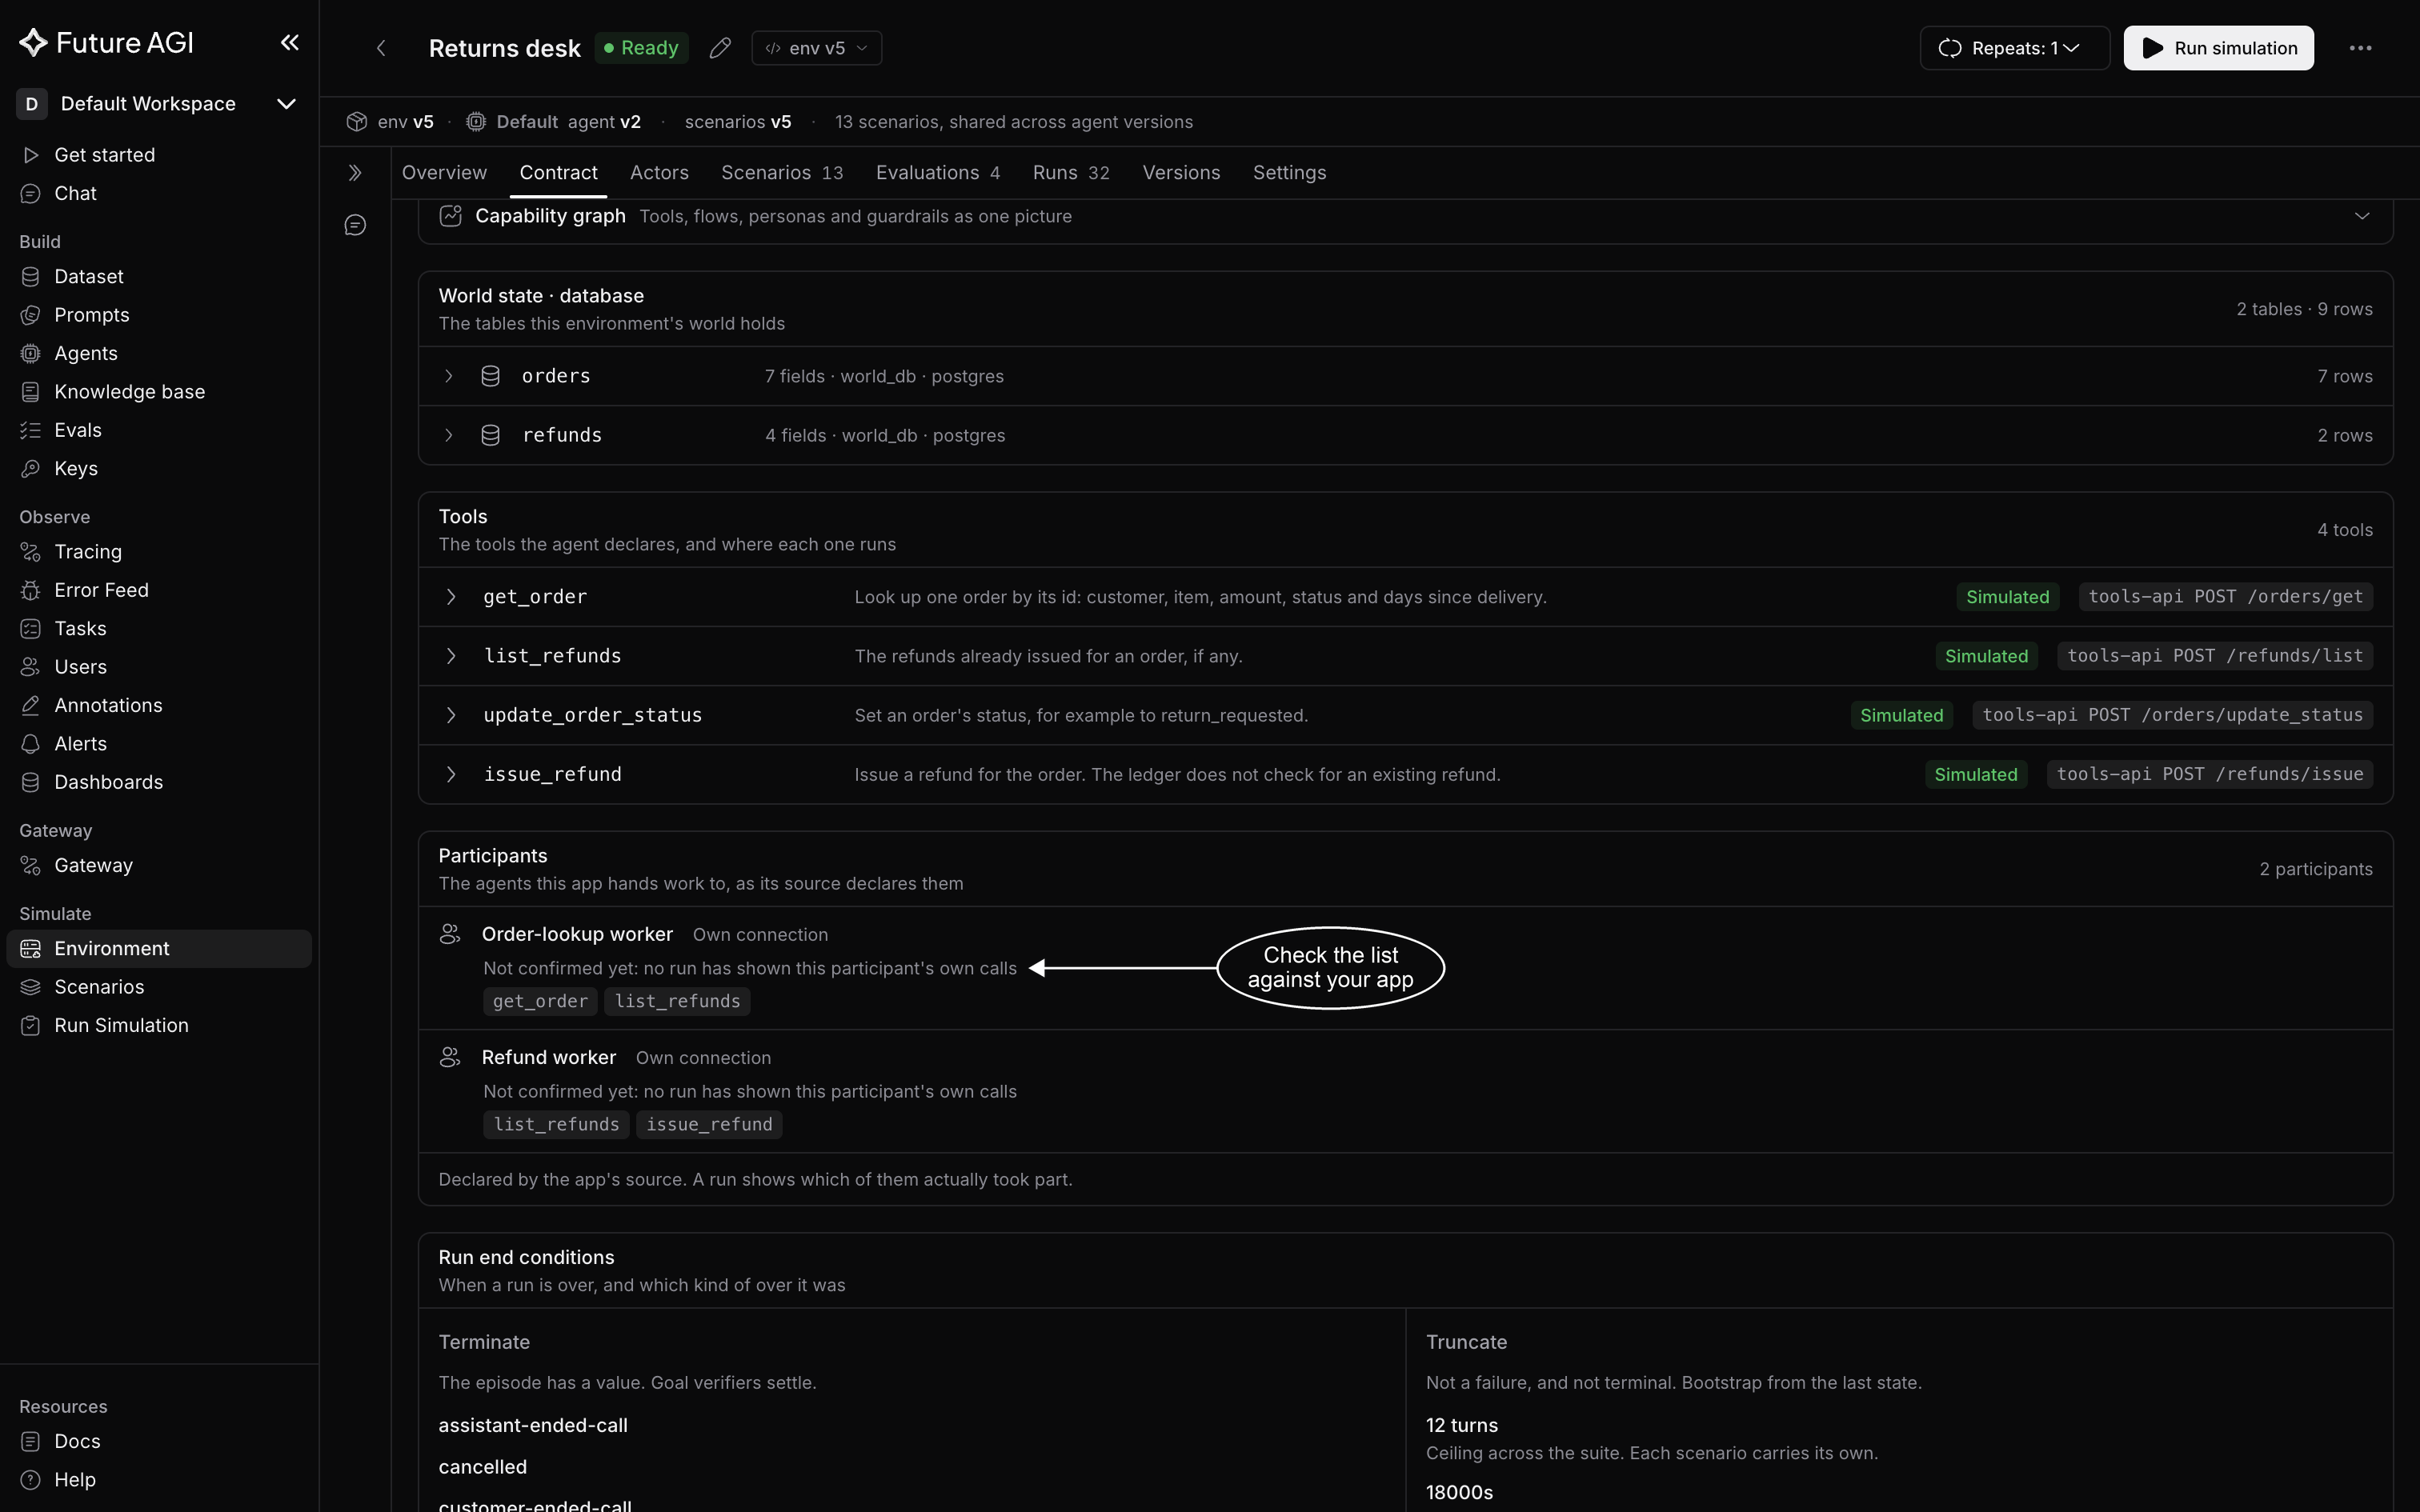 Future AGI
D Default Workspace
Get started
Chat
Build
Dataset
Prompts
Agents
Knowledge base
Evals
Keys
Observe
Tracing
Error Feed
Tasks
Users
Annotations
Alerts
Dashboards
Gateway
Gateway
Simulate
Environment
Scenarios
Run Simulation
Resources
Docs
Help
Returns desk Ready env v5
Repeats: 1 Run simulation
env v5 · Default agent v2 · scenarios v5 · 13 scenarios, shared across agent versions
Overview Contract Actors Scenarios 13 Evaluations 4 Runs 32 Versions Settings
Capability graph Tools, flows, personas and guardrails as one picture
World state · database
The tables this environment's world holds
2 tables · 9 rows
orders 7 fields · world_db · postgres 7 rows
refunds 4 fields · world_db · postgres 2 rows
Tools
The tools the agent declares, and where each one runs
4 tools
get_order Look up one order by its id: customer, item, amount, status and days since delivery. Simulated tools-api POST /orders/get
list_refunds The refunds already issued for an order, if any. Simulated tools-api POST /refunds/list
update_order_status Set an order's status, for example to return_requested. Simulated tools-api POST /orders/update_status
issue_refund Issue a refund for the order. The ledger does not check for an existing refund. Simulated tools-api POST /refunds/issue
Participants
The agents this app hands work to, as its source declares them
2 participants
Order-lookup worker Own connection
Not confirmed yet: no run has shown this participant's own calls
get_order list_refunds
Check the list
against your app
Refund worker Own connection
Not confirmed yet: no run has shown this participant's own calls
list_refunds issue_refund
Declared by the app's source. A run shows which of them actually took part.
Run end conditions
When a run is over, and which kind of over it was
Terminate
The episode has a value. Goal verifiers settle.
assistant-ended-call
cancelled
customer-ended-call
Truncate
Not a failure, and not terminal. Bootstrap from the last state.
12 turns
Ceiling across the suite. Each scenario carries its own.
18000s